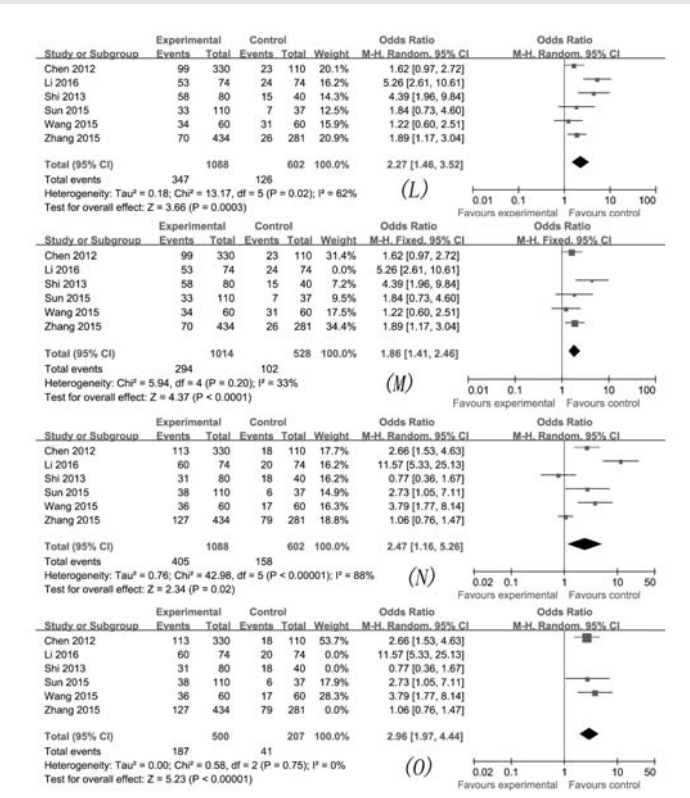 Experimental Control Odds Ratio Odds Ratio
Study or Subgroup Events Total Events Total Weight M-H. Random. 95% CI M-H. Random. 95% CI
Chen 2012 99 330 23 110 20.1% 1.62 [0.97, 2.72]
Li 2016 53 74 24 74 16.2% 5.26 [2.61, 10.61]
Shi 2013 58 80 15 40 14.3% 4.39 [1.96, 9.84]
Sun 2015 33 110 7 37 12.5% 1.84 [0.73, 4.60]
Wang 2015 34 60 31 60 15.9% 1.22 [0.60, 2.51]
Zhang 2015 70 434 26 281 20.9% 1.89 [1.17, 3.04]
Total (95% CI) 1088 602 100.0% 2.27 [1.46, 3.52]
Total events 347 126
Heterogeneity: Tau² = 0.18; Chi² = 13.17, df = 5 (P = 0.02); I² = 62% (L)
Test for overall effect: Z = 3.66 (P = 0.0003)
0.01 0.1 1 10 100
Favours experimental Favours control
Experimental Control Odds Ratio Odds Ratio
Study or Subgroup Events Total Events Total Weight M-H. Fixed. 95% CI M-H. Fixed. 95% CI
Chen 2012 99 330 23 110 31.4% 1.62 [0.97, 2.72]
Li 2016 53 74 24 74 0.0% 5.26 [2.61, 10.61]
Shi 2013 58 80 15 40 7.2% 4.39 [1.96, 9.84]
Sun 2015 33 110 7 37 9.5% 1.84 [0.73, 4.60]
Wang 2015 34 60 31 60 17.5% 1.22 [0.60, 2.51]
Zhang 2015 70 434 26 281 34.4% 1.89 [1.17, 3.04]
Total (95% CI) 1014 528 100.0% 1.86 [1.41, 2.46]
Total events 294 102
Heterogeneity: Chi² = 5.94, df = 4 (P = 0.20); I² = 33% (M)
Test for overall effect: Z = 4.37 (P < 0.0001)
0.01 0.1 1 10 100
Favours experimental Favours control
Experimental Control Odds Ratio Odds Ratio
Study or Subgroup Events Total Events Total Weight M-H. Random. 95% CI M-H. Random. 95% CI
Chen 2012 113 330 18 110 17.7% 2.66 [1.53, 4.63]
Li 2016 60 74 20 74 16.2% 11.57 [5.33, 25.13]
Shi 2013 31 80 18 40 16.2% 0.77 [0.36, 1.67]
Sun 2015 38 110 6 37 14.9% 2.73 [1.05, 7.11]
Wang 2015 36 60 17 60 16.3% 3.79 [1.77, 8.14]
Zhang 2015 127 434 79 281 18.8% 1.06 [0.76, 1.47]
Total (95% CI) 1088 602 100.0% 2.47 [1.16, 5.26]
Total events 405 158
Heterogeneity: Tau² = 0.76; Chi² = 42.98, df = 5 (P < 0.00001); I² = 88% (N)
Test for overall effect: Z = 2.34 (P = 0.02)
0.02 0.1 1 10 50
Favours experimental Favours control
Experimental Control Odds Ratio Odds Ratio
Study or Subgroup Events Total Events Total Weight M-H. Random. 95% CI M-H. Random. 95% CI
Chen 2012 113 330 18 110 53.7% 2.66 [1.53, 4.63]
Li 2016 60 74 20 74 0.0% 11.57 [5.33, 25.13]
Shi 2013 31 80 18 40 0.0% 0.77 [0.36, 1.67]
Sun 2015 38 110 6 37 17.9% 2.73 [1.05, 7.11]
Wang 2015 36 60 17 60 28.3% 3.79 [1.77, 8.14]
Zhang 2015 127 434 79 281 0.0% 1.06 [0.76, 1.47]
Total (95% CI) 500 207 100.0% 2.96 [1.97, 4.44]
Total events 187 41
Heterogeneity: Tau² = 0.00; Chi² = 0.58, df = 2 (P = 0.75); I² = 0% (O)
Test for overall effect: Z = 5.23 (P < 0.00001)
0.02 0.1 1 10 50
Favours experimental Favours control